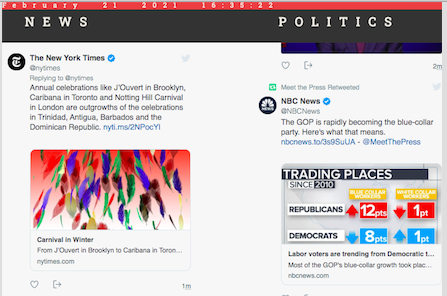 February 21 2021 16:35:22
NEWS
POLITICS
The New York Times
@nytimes
Replying to @nytimes
Annual celebrations like J'Ouvert in Brooklyn,
Caribana in Toronto and Notting Hill Carnival
in London are outgrowths of the celebrations
in Trinidad, Antigua, Barbados and the
Dominican Republic. nyti.ms/2NPocYl
Carnival in Winter
From J'Ouvert in Brooklyn to Caribana in Toron...
nytimes.com
1m
2m
Meet the Press Retweeted
NBC News
@NBCNews
The GOP is rapidly becoming the blue-collar
party. Here's what that means.
nbcnews.to/3s9SuUA - @MeetThePress
TRADING PLACES
SINCE 2010
BLUE COLLAR WORKERS
WHITE COLLAR WORKERS
REPUBLICANS 12pts 1pt
DEMOCRATS 8pts 1pt
Labor voters are trending from Democratic t...
Most of the GOP's blue-collar growth took plac...
nbcnews.com